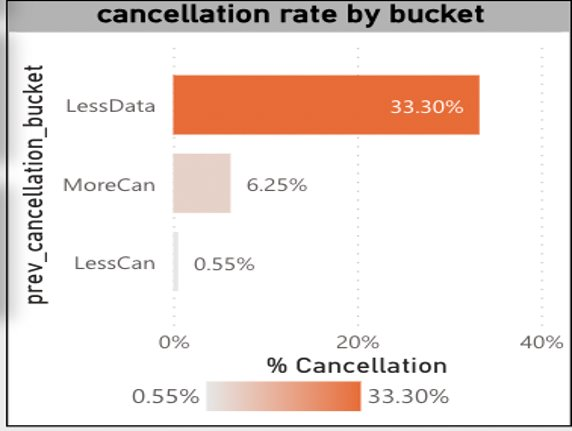 cancellation rate by bucket
prev_cancellation_bucket
LessData 33.30%
MoreCan 6.25%
LessCan 0.55%
0% 20% 40%
% Cancellation
0.55% 33.30%